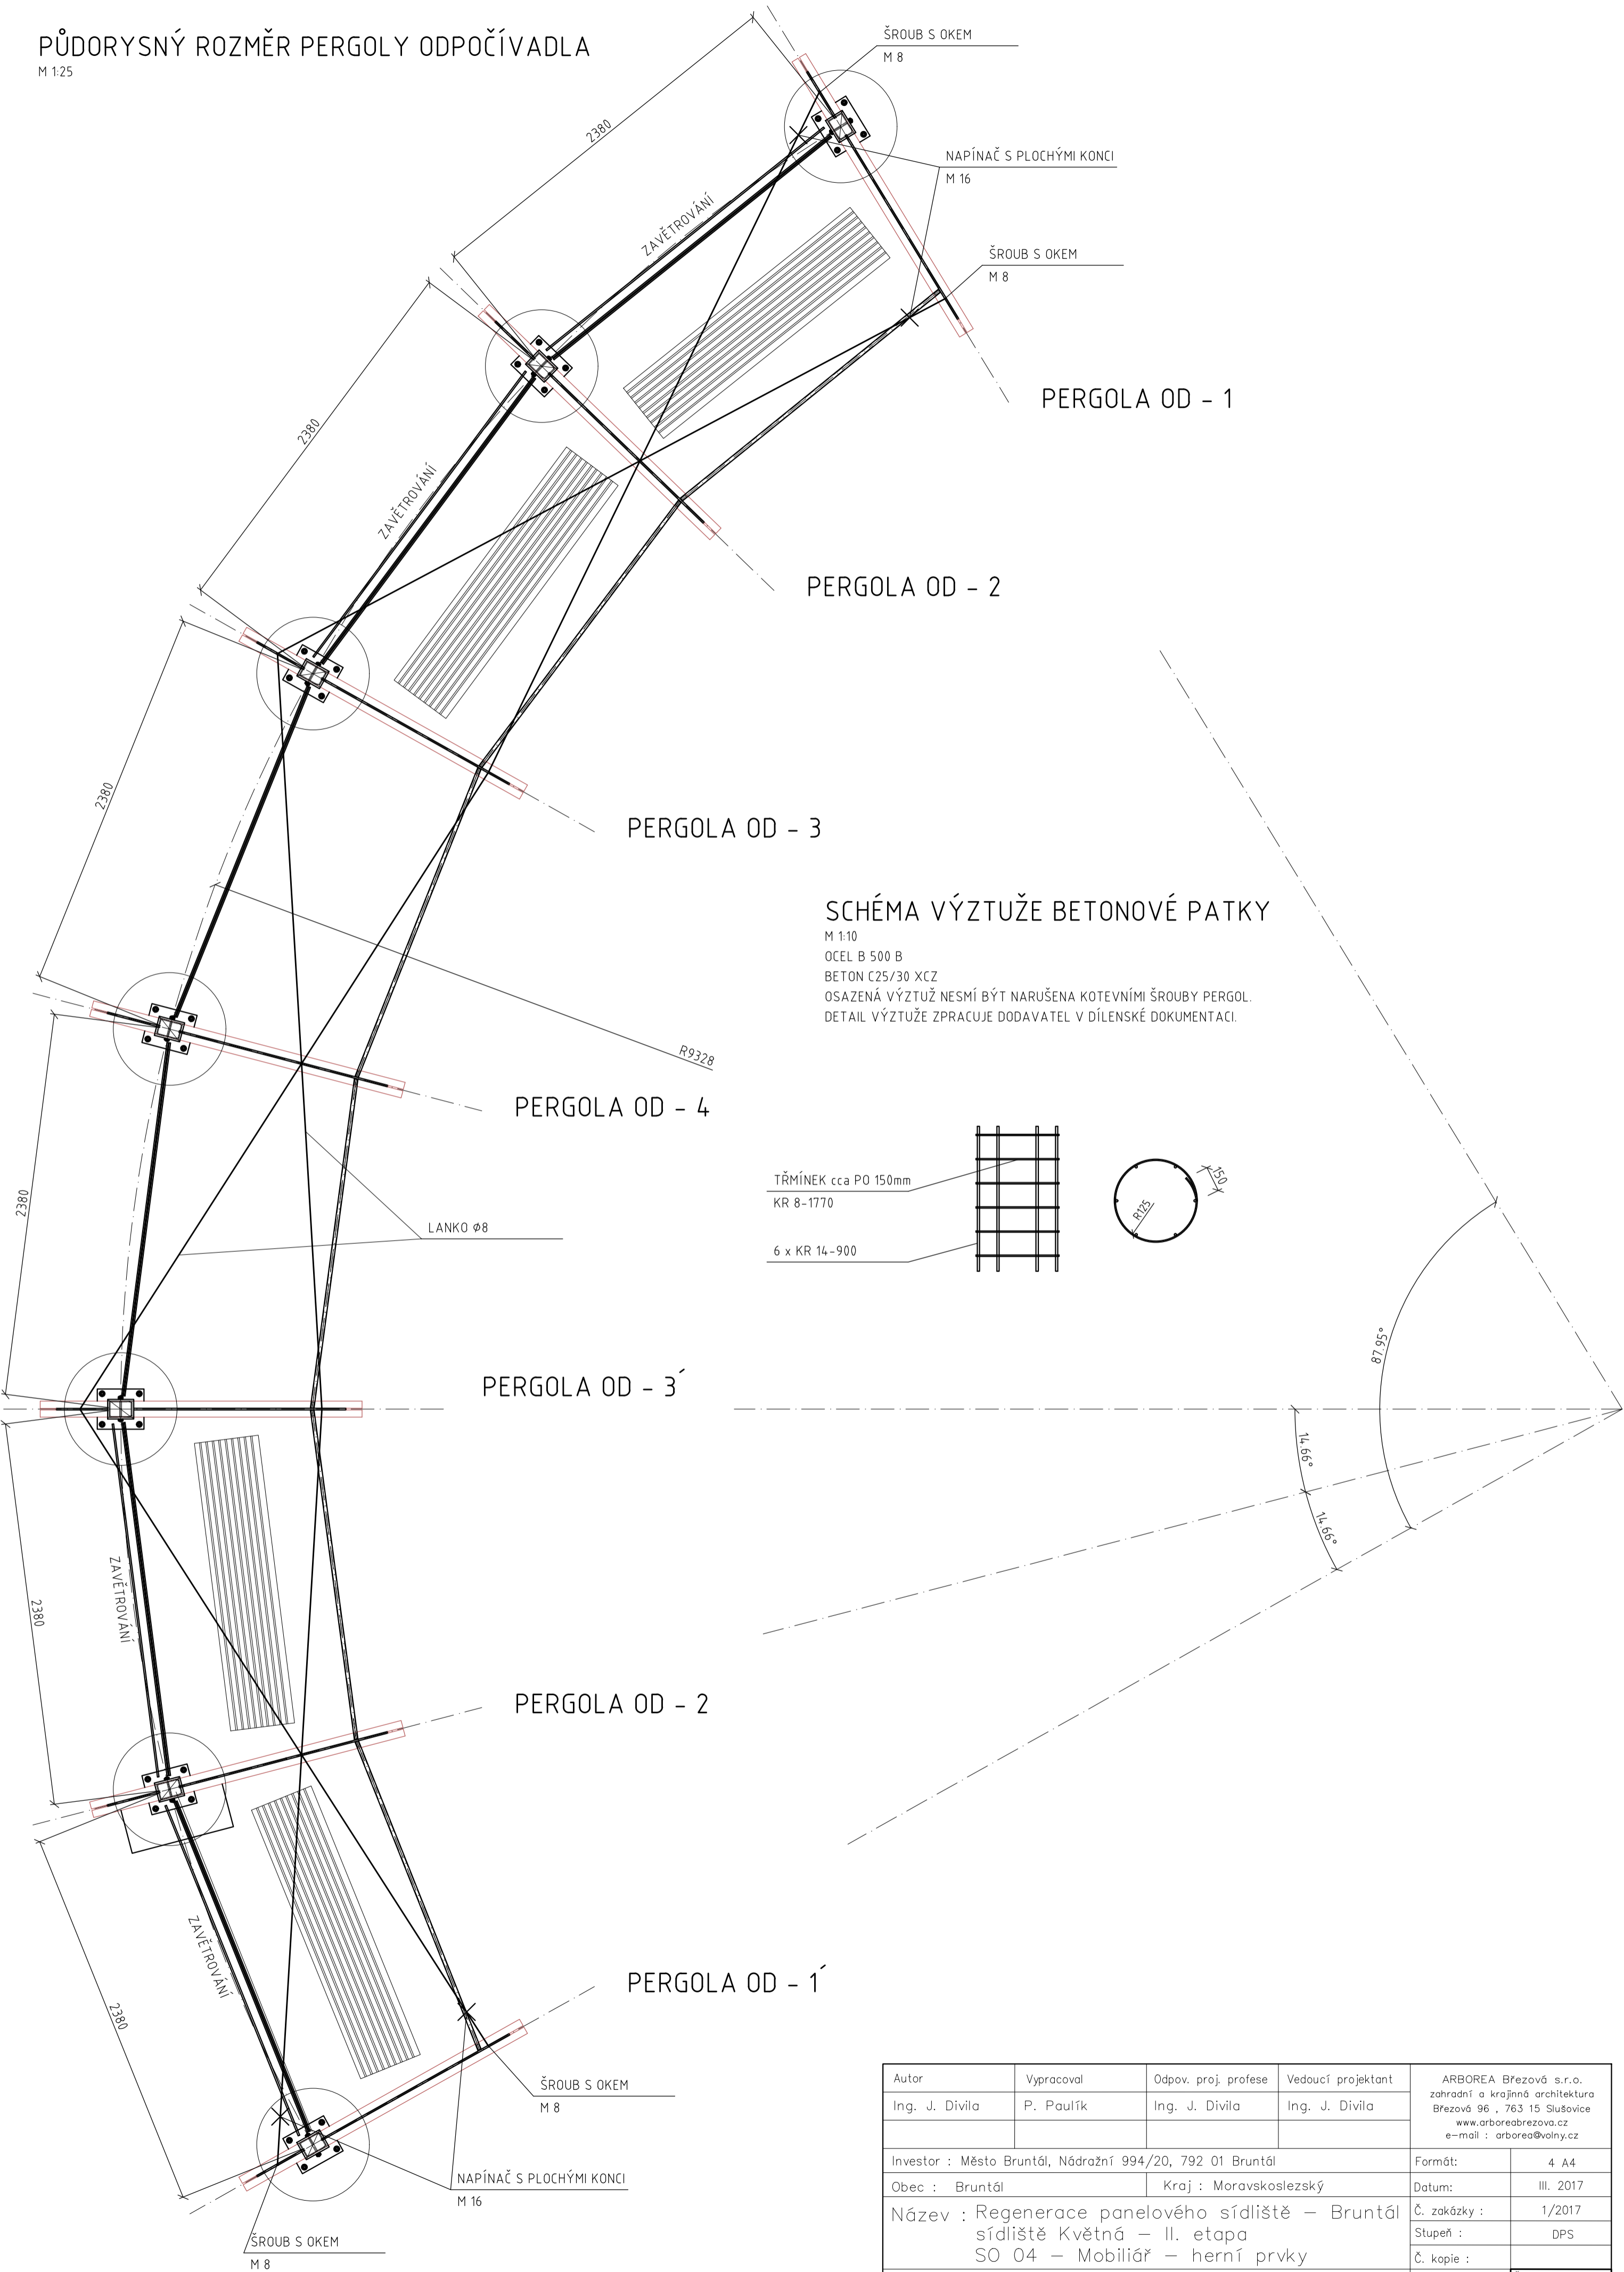 PŮDORYSNÝ ROZMĚR PERGOLY ODPOČÍVADLA
M 1:25
ŠROUB S OKEM
M 8
2380
NAPÍNAČ S PLOCHÝMI KONCI
M 16
ZAVĚTROVÁNÍ
ŠROUB S OKEM
M 8
PERGOLA OD - 1
2380
ZAVĚTROVÁNÍ
PERGOLA OD - 2
2380
PERGOLA OD - 3
SCHÉMA VÝZTUŽE BETONOVÉ PATKY
M 1:10
OCEL B 500 B
BETON C25/30 XCZ
OSAZENÁ VÝZTUŽ NESMÍ BÝT NARUŠENA KOTEVNÍMI ŠROUBY PERGOL.
DETAIL VÝZTUŽE ZPRACUJE DODAVATEL V DÍLENSKÉ DOKUMENTACI.
R9328
PERGOLA OD - 4
TŘMÍNEK cca PO 150mm
KR 8-1770
150
R125
2380
LANKO Ø8
6 x KR 14-900
87.95°
PERGOLA OD - 3´
14.66°
14.66°
ZAVĚTROVÁNÍ
2380
PERGOLA OD - 2
ZAVĚTROVÁNÍ
PERGOLA OD - 1´
2380
ŠROUB S OKEM
M 8
NAPÍNAČ S PLOCHÝMI KONCI
M 16
ŠROUB S OKEM
M 8
Autor Vypracoval Odpov. proj. profese Vedoucí projektant
Ing. J. Divila P. Paulík Ing. J. Divila Ing. J. Divila
ARBOREA Březová s.r.o.
zahradní a krajinná architektura
Březová 96 , 763 15 Slušovice
www.arboreabrezova.cz
e-mail : arborea@volny.cz
Investor : Město Bruntál, Nádražní 994/20, 792 01 Bruntál
Formát: 4 A4
Obec : Bruntál Kraj : Moravskoslezský
Datum: III. 2017
Název : Regenerace panelového sídliště - Bruntál
sídliště Květná - II. etapa
SO 04 - Mobiliář - herní prvky
Č. zakázky : 1/2017
Stupeň : DPS
Č. kopie :